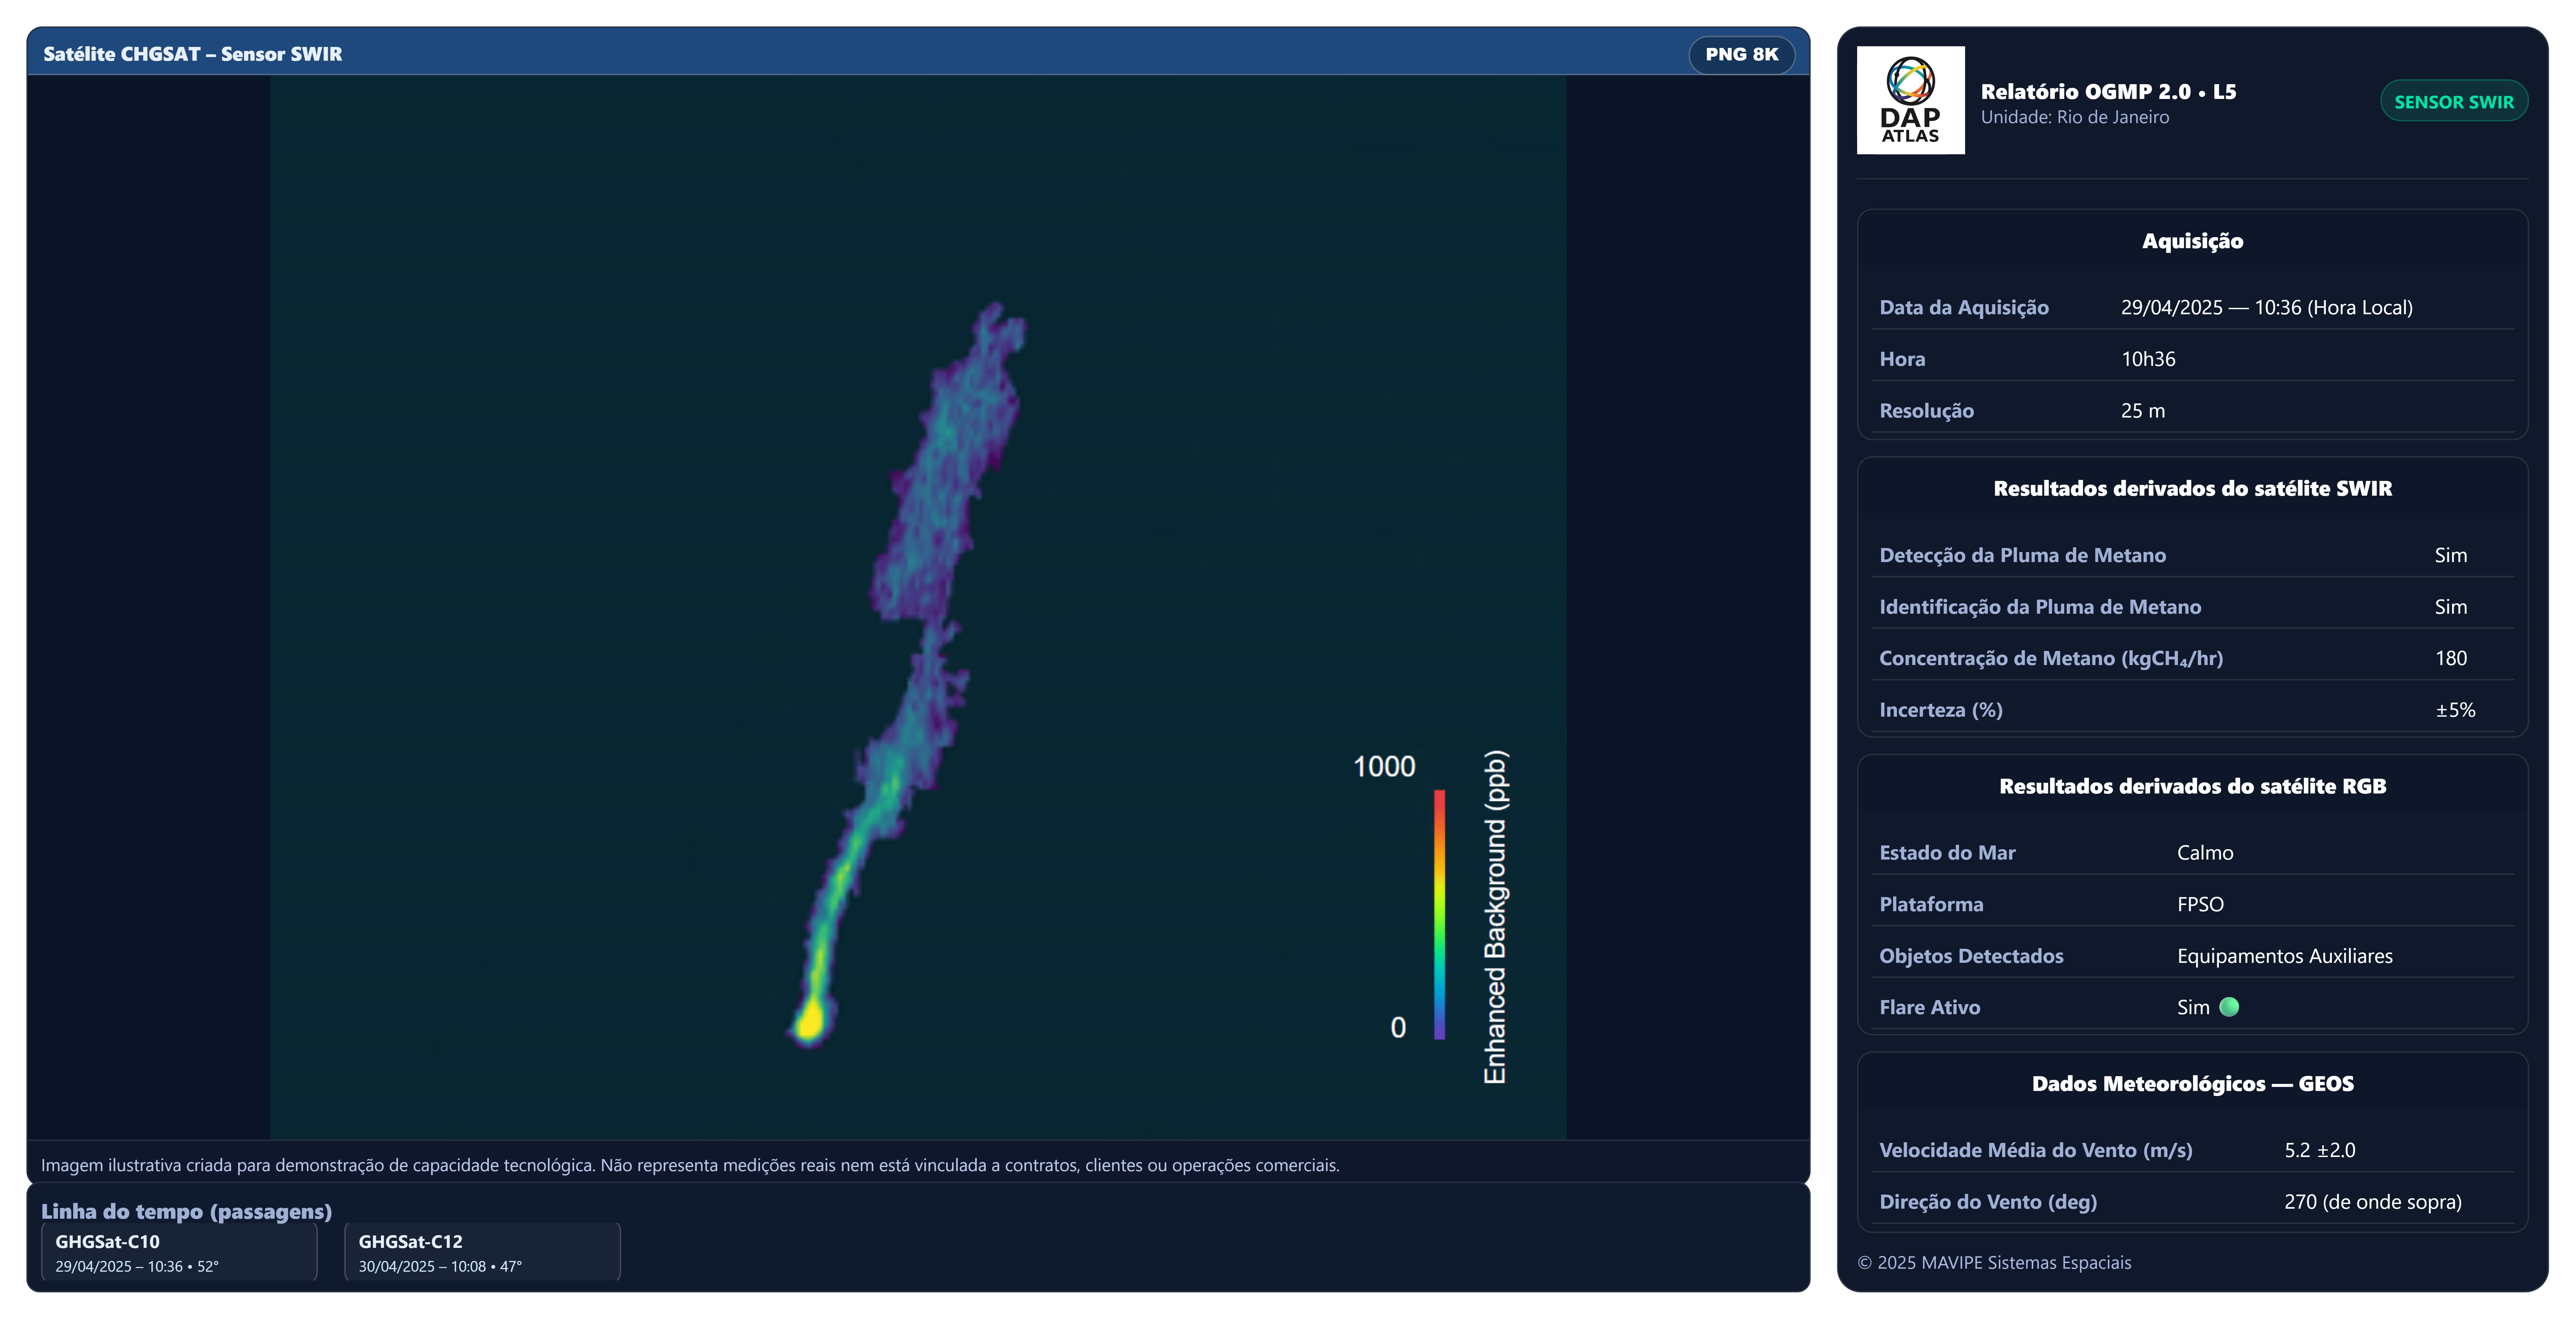 Satélite CHGSAT – Sensor SWIR
PNG 8K
1000
0
Enhanced Background (ppb)
Imagem ilustrativa criada para demonstração de capacidade tecnológica. Não representa medições reais nem está vinculada a contratos, clientes ou operações comerciais.
Linha do tempo (passagens)
GHGSat-C10
29/04/2025 – 10:36 • 52°
GHGSat-C12
30/04/2025 – 10:08 • 47°
DAP
ATLAS
Relatório OGMP 2.0 • L5
Unidade: Rio de Janeiro
SENSOR SWIR
Aquisição
Data da Aquisição 29/04/2025 — 10:36 (Hora Local)
Hora 10h36
Resolução 25 m
Resultados derivados do satélite SWIR
Detecção da Pluma de Metano Sim
Identificação da Pluma de Metano Sim
Concentração de Metano (kgCH₄/hr) 180
Incerteza (%) ±5%
Resultados derivados do satélite RGB
Estado do Mar Calmo
Plataforma FPSO
Objetos Detectados Equipamentos Auxiliares
Flare Ativo Sim
Dados Meteorológicos — GEOS
Velocidade Média do Vento (m/s) 5.2 ±2.0
Direção do Vento (deg) 270 (de onde sopra)
© 2025 MAVIPE Sistemas Espaciais